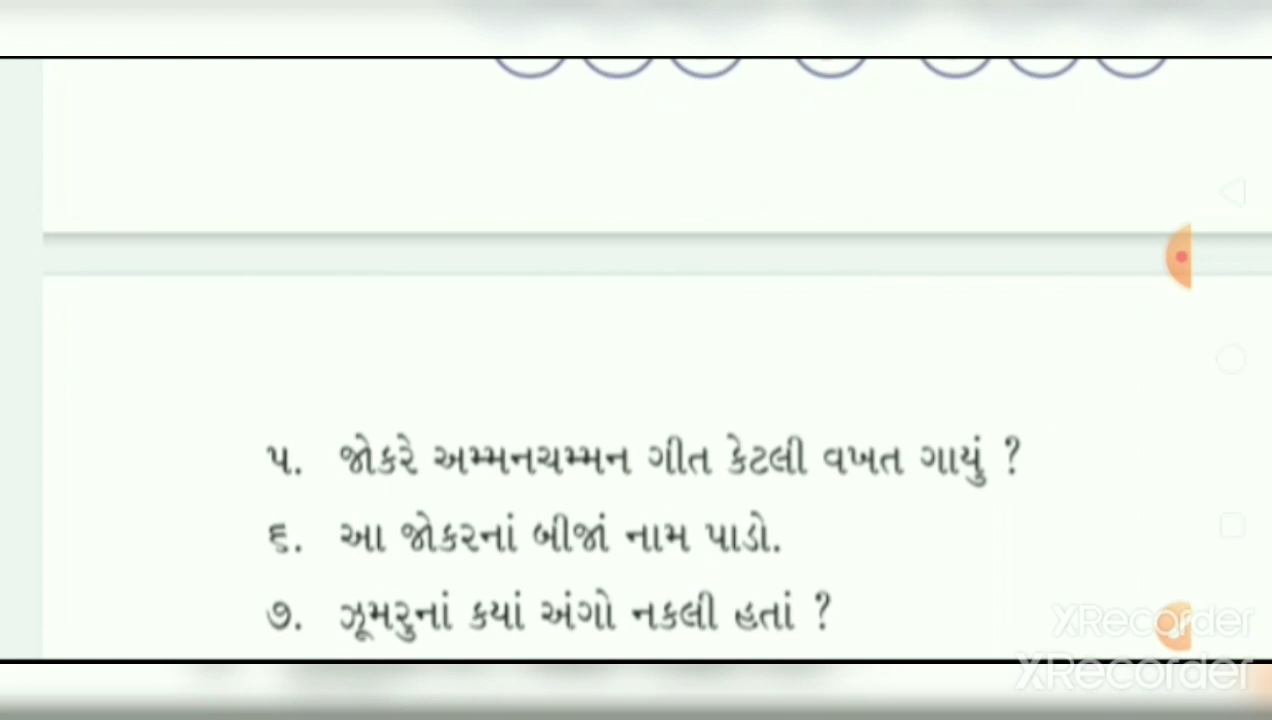 ૫. જોકરે અમ્મનચમ્મન ગીત કેટલી વખત ગાયું ?
૬. આ જોકરનાં બીજાં નામ પાડો.
૭. ઝૂમરુનાં કયાં અંગો નકલી હતાં ?
XRecorder
XRecorder